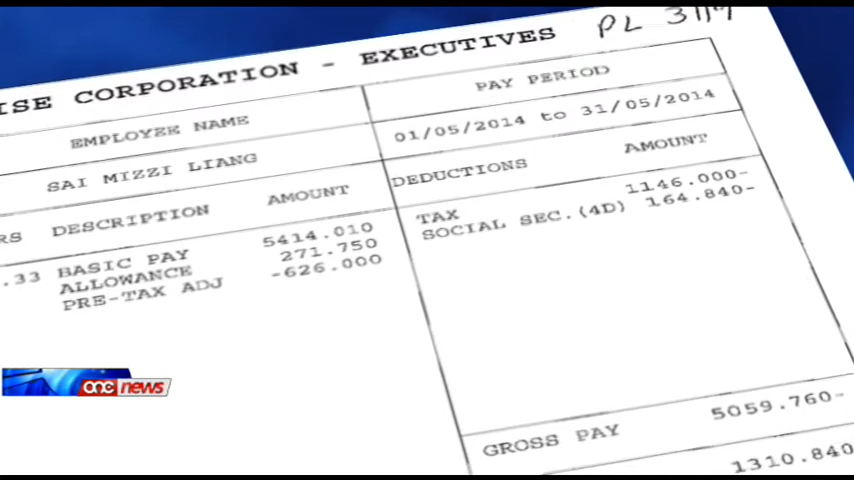 PL 31/7
ISE CORPORATION - EXECUTIVES
EMPLOYEE NAME
PAY PERIOD
SAI MIZZI LIANG
01/05/2014 to 31/05/2014
RS DESCRIPTION AMOUNT
DEDUCTIONS AMOUNT
.33 BASIC PAY 5414.010
ALLOWANCE 271.750
PRE-TAX ADJ -626.000
TAX 1146.000-
SOCIAL SEC.(4D) 164.840-
GROSS PAY 5059.760-
1310.840
one news